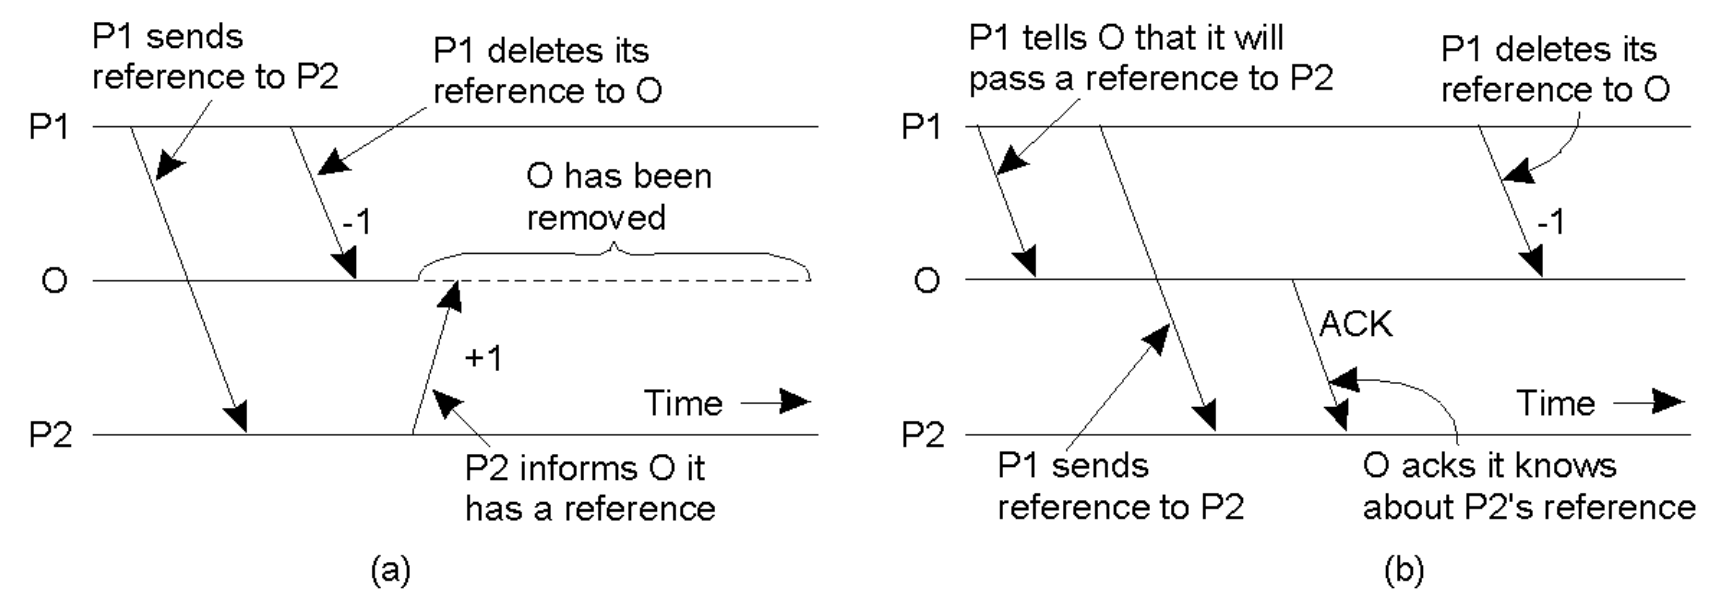 P1 sends
reference to P2
P1 deletes its
reference to O
P1
O has been
removed
-1
O
+1
Time
P2
P2 informs O it
has a reference
(a)
P1 tells O that it will
pass a reference to P2
P1 deletes its
reference to O
P1
-1
O
ACK
Time
P2
P1 sends
reference to P2
O acks it knows
about P2's reference
(b)